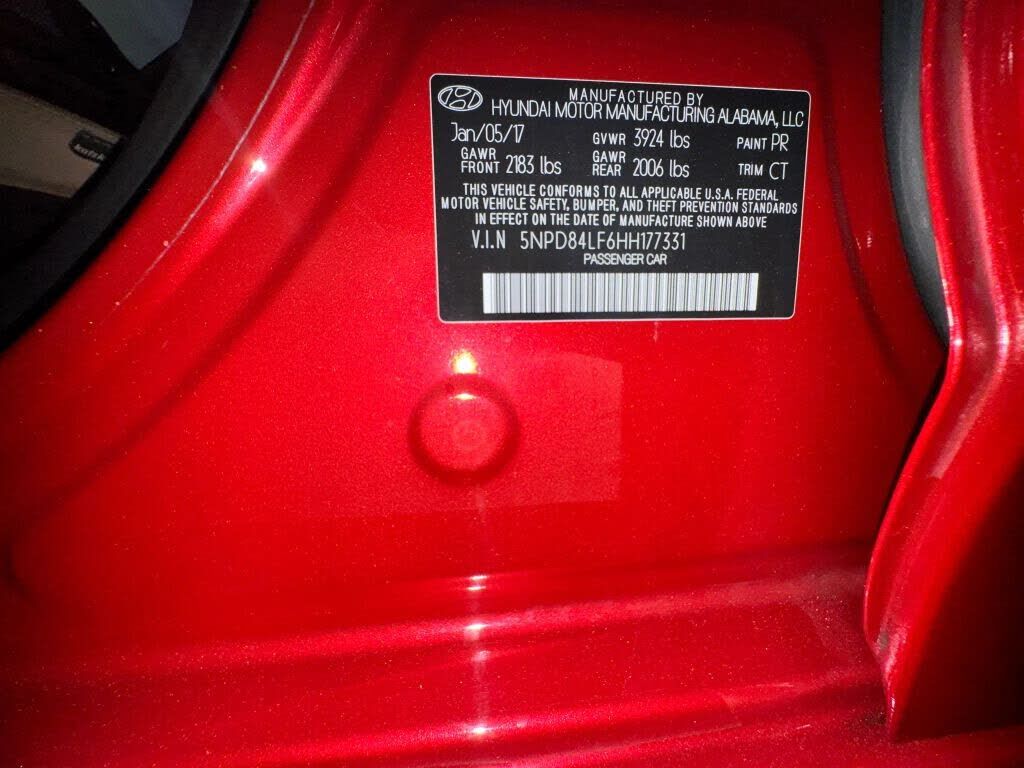 MANUFACTURED BY
HYUNDAI MOTOR MANUFACTURING ALABAMA, LLC
Jan/05/17 GVWR 3924 lbs PAINT PR
GAWR FRONT 2183 lbs GAWR REAR 2006 lbs TRIM CT
THIS VEHICLE CONFORMS TO ALL APPLICABLE U.S.A. FEDERAL
MOTOR VEHICLE SAFETY, BUMPER, AND THEFT PREVENTION STANDARDS
IN EFFECT ON THE DATE OF MANUFACTURE SHOWN ABOVE
V.I.N 5NPD84LF6HH177331
PASSENGER CAR